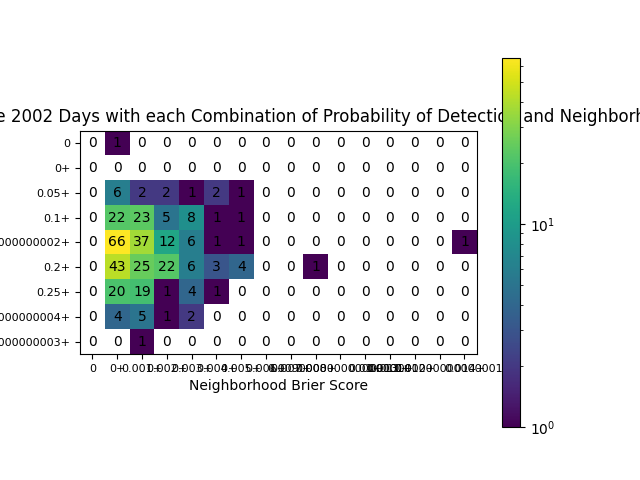 e 2002 Days with each Combination of Probability of Detection and Neighborh
0 0 1 0 0 0 0 0 0 0 0 0 0 0 0 0 0
0+ 0 0 0 0 0 0 0 0 0 0 0 0 0 0 0 0
0.05+ 0 6 2 2 1 2 1 0 0 0 0 0 0 0 0 0
0.1+ 0 22 23 5 8 1 1 0 0 0 0 0 0 0 0 0
000000002+ 0 66 37 12 6 1 1 0 0 0 0 0 0 0 0 1
0.2+ 0 43 25 22 6 3 4 0 0 1 0 0 0 0 0 0
0.25+ 0 20 19 1 4 1 0 0 0 0 0 0 0 0 0 0
000000004+ 0 4 5 1 2 0 0 0 0 0 0 0 0 0 0 0
000000003+ 0 0 1 0 0 0 0 0 0 0 0 0 0 0 0 0
0 0+ 0.001+
Neighborhood Brier Score
10^1
10^0